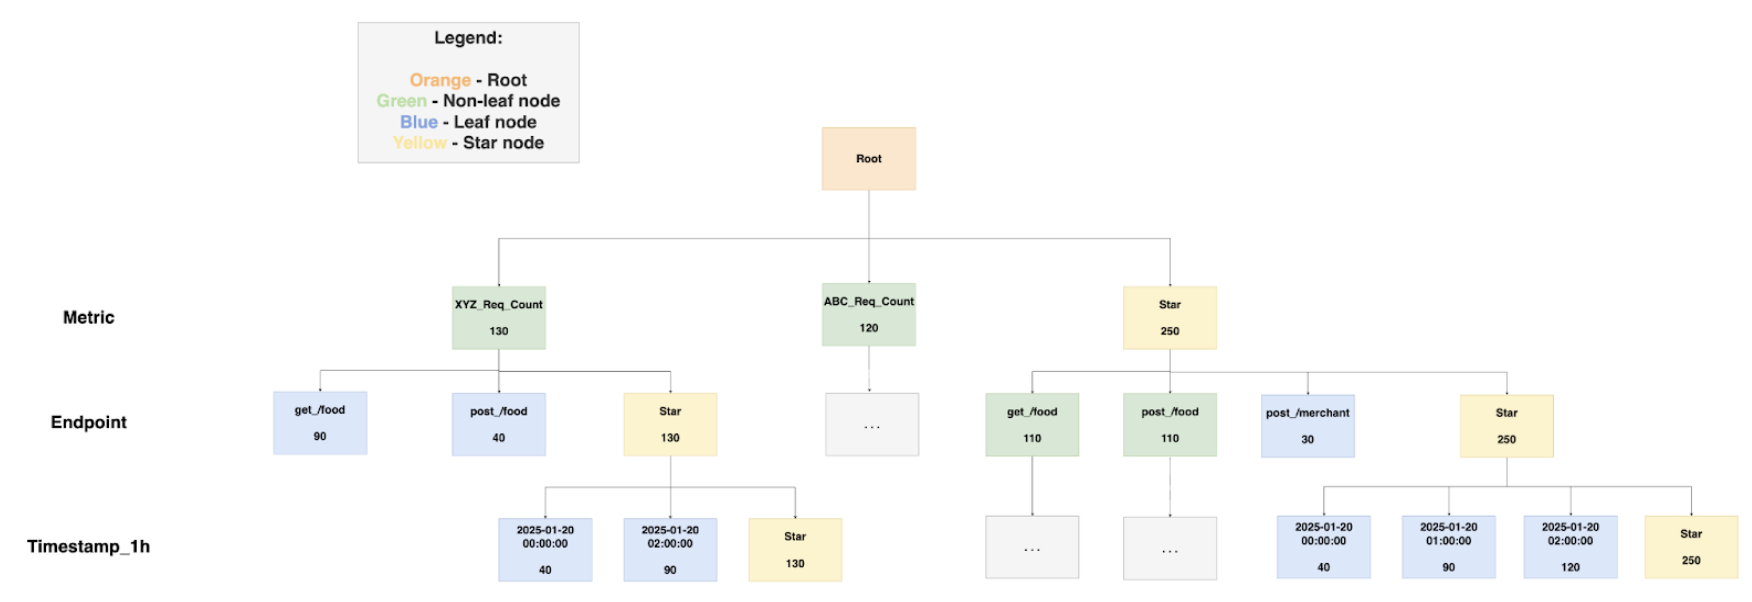 Legend:
Orange - Root
Green - Non-leaf node
Blue - Leaf node
Yellow - Star node
Root
Metric
XYZ_Req_Count
130
ABC_Req_Count
120
Star
250
Endpoint
get_/food
90
post_/food
40
Star
130
...
get_/food
110
post_/food
110
post_/merchant
30
Star
250
Timestamp_1h
2025-01-20
00:00:00
40
2025-01-20
02:00:00
90
Star
130
...
...
2025-01-20
00:00:00
40
2025-01-20
01:00:00
90
2025-01-20
02:00:00
120
Star
250